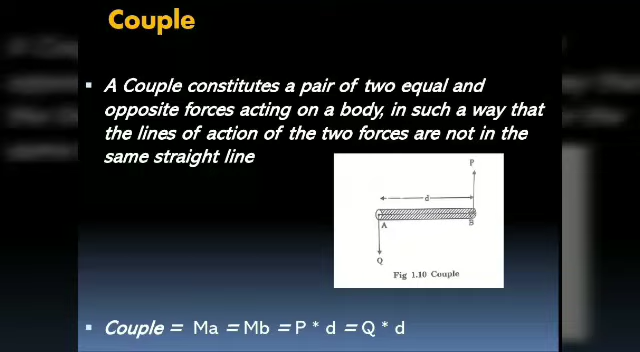 Couple
▪ A Couple constitutes a pair of two equal and
opposite forces acting on a body, in such a way that
the lines of action of the two forces are not in the
same straight line
P
d
A
B
Q
Fig 1.10 Couple
▪ Couple = Ma = Mb = P * d = Q * d